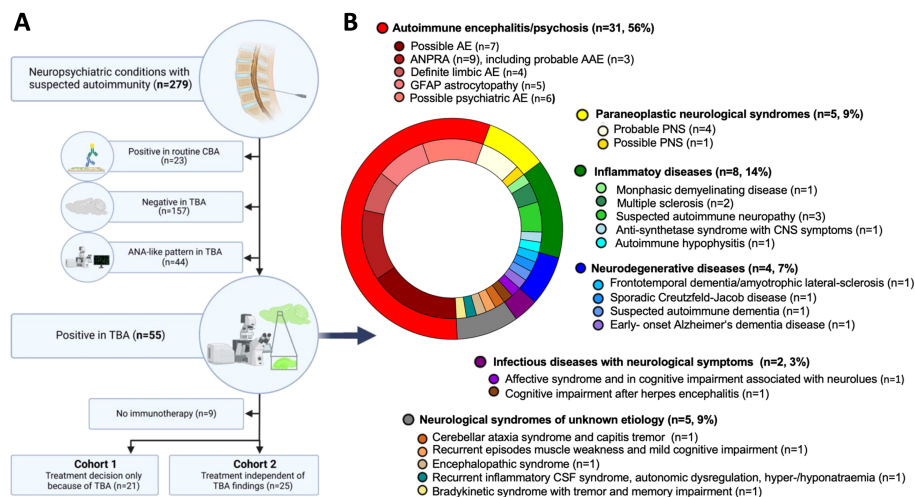 A
Neuropsychiatric conditions with
suspected autoimmunity (n=279)
Positive in routine CBA
(n=23)
Negative in TBA
(n=157)
ANA-like pattern in TBA
(n=44)
Positive in TBA (n=55)
No immunotherapy (n=9)
Cohort 1
Treatment decision only
because of TBA (n=21)
Cohort 2
Treatment independent of
TBA findings (n=25)
B
Autoimmune encephalitis/psychosis (n=31, 56%)
Possible AE (n=7)
ANPRA (n=9), including probable AAE (n=3)
Definite limbic AE (n=4)
GFAP astrocytopathy (n=5)
Possible psychiatric AE (n=6)
Paraneoplastic neurological syndromes (n=5, 9%)
Probable PNS (n=4)
Possible PNS (n=1)
Inflammatoy diseases (n=8, 14%)
Monphasic demyelinating disease (n=1)
Multiple sclerosis (n=2)
Suspected autoimmune neuropathy (n=3)
Anti-synthetase syndrome with CNS symptoms (n=1)
Autoimmune hypophysitis (n=1)
Neurodegenerative diseases (n=4, 7%)
Frontotemporal dementia/amyotrophic lateral-sclerosis (n=1)
Sporadic Creutzfeld-Jacob disease (n=1)
Suspected autoimmune dementia (n=1)
Early- onset Alzheimer's dementia disease (n=1)
Infectious diseases with neurological symptoms (n=2, 3%)
Affective syndrome and in cognitive impairment associated with neurolues (n=1)
Cognitive impairment after herpes encephalitis (n=1)
Neurological syndromes of unknown etiology (n=5, 9%)
Cerebellar ataxia syndrome and capitis tremor (n=1)
Recurrent episodes muscle weakness and mild cognitive impairment (n=1)
Encephalopathic syndrome (n=1)
Recurrent inflammatory CSF syndrome, autonomic dysregulation, hyper-/hyponatraemia (n=1)
Bradykinetic syndrome with tremor and memory impairment (n=1)